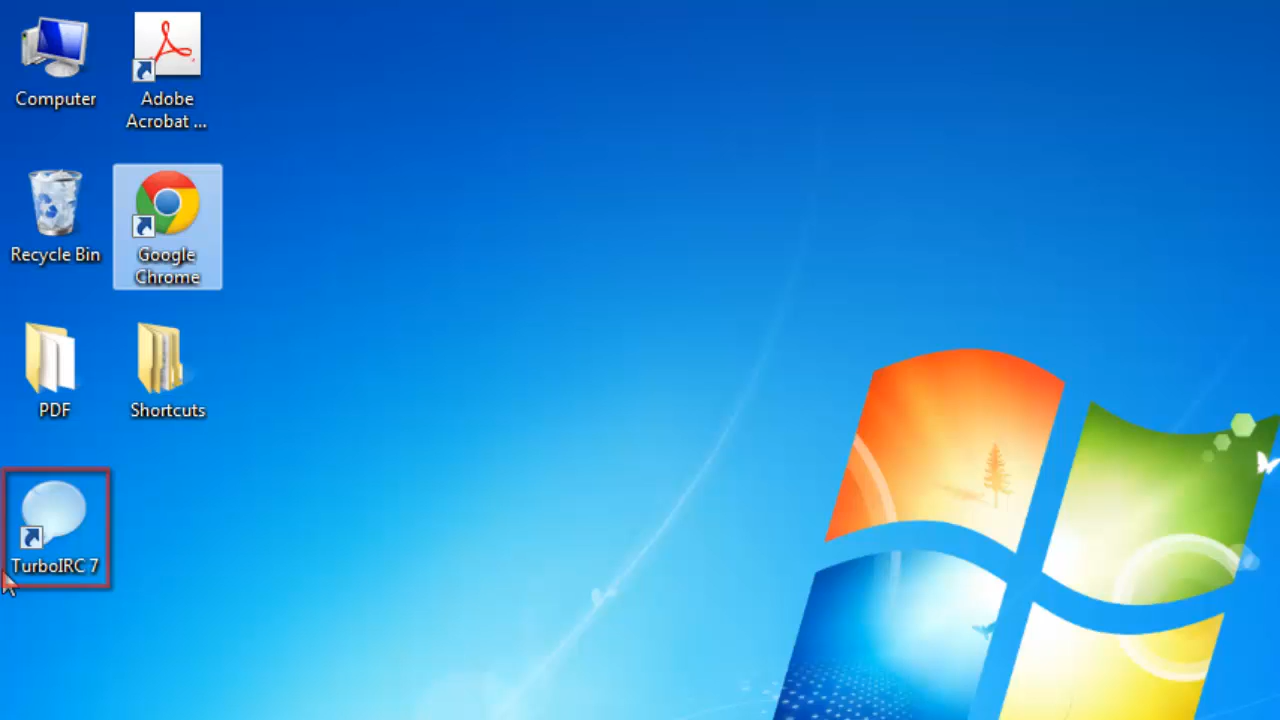 Computer
Adobe
Acrobat ...
Recycle Bin
Google
Chrome
PDF
Shortcuts
TurboIRC 7